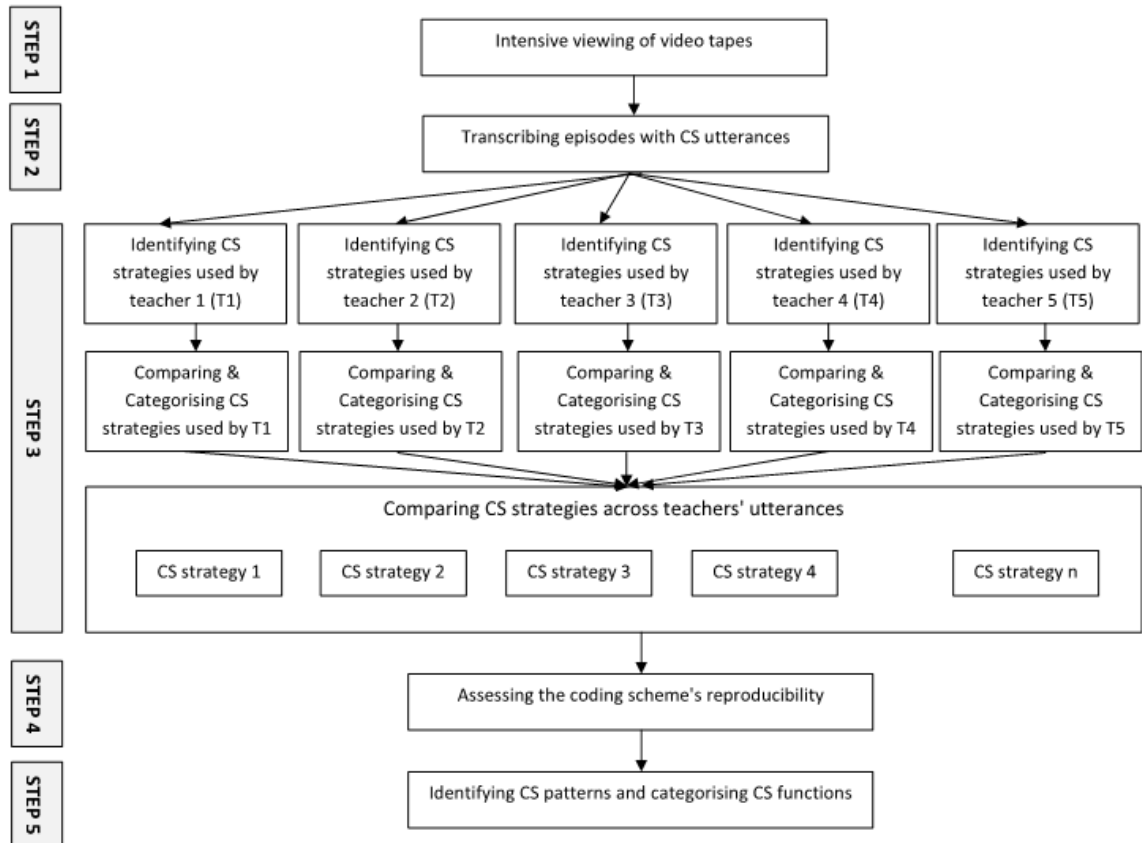 STEP 1
Intensive viewing of video tapes
STEP 2
Transcribing episodes with CS utterances
STEP 3
Identifying CS
strategies used by
teacher 1 (T1)
Identifying CS
strategies used by
teacher 2 (T2)
Identifying CS
strategies used by
teacher 3 (T3)
Identifying CS
strategies used by
teacher 4 (T4)
Identifying CS
strategies used by
teacher 5 (T5)
Comparing &
Categorising CS
strategies used by T1
Comparing &
Categorising CS
strategies used by T2
Comparing &
Categorising CS
strategies used by T3
Comparing &
Categorising CS
strategies used by T4
Comparing &
Categorising CS
strategies used by T5
Comparing CS strategies across teachers' utterances
CS strategy 1
CS strategy 2
CS strategy 3
CS strategy 4
CS strategy n
STEP 4
Assessing the coding scheme's reproducibility
STEP 5
Identifying CS patterns and categorising CS functions